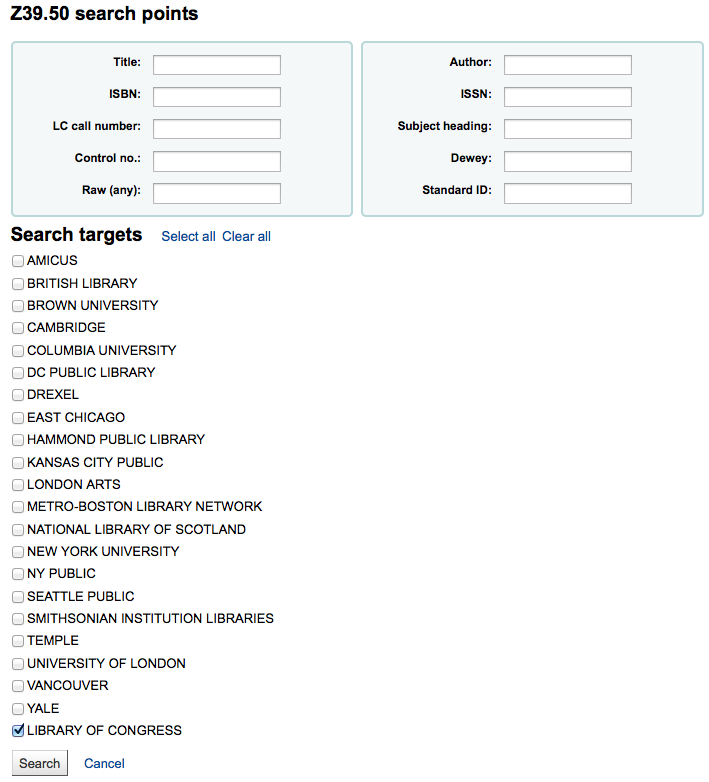 Z39.50 search points
Title:
ISBN:
LC call number:
Control no.:
Raw (any):
Author:
ISSN:
Subject heading:
Dewey:
Standard ID:
Search targets Select all Clear all
AMICUS
BRITISH LIBRARY
BROWN UNIVERSITY
CAMBRIDGE
COLUMBIA UNIVERSITY
DC PUBLIC LIBRARY
DREXEL
EAST CHICAGO
HAMMOND PUBLIC LIBRARY
KANSAS CITY PUBLIC
LONDON ARTS
METRO-BOSTON LIBRARY NETWORK
NATIONAL LIBRARY OF SCOTLAND
NEW YORK UNIVERSITY
NY PUBLIC
SEATTLE PUBLIC
SMITHSONIAN INSTITUTION LIBRARIES
TEMPLE
UNIVERSITY OF LONDON
VANCOUVER
YALE
LIBRARY OF CONGRESS
Search Cancel